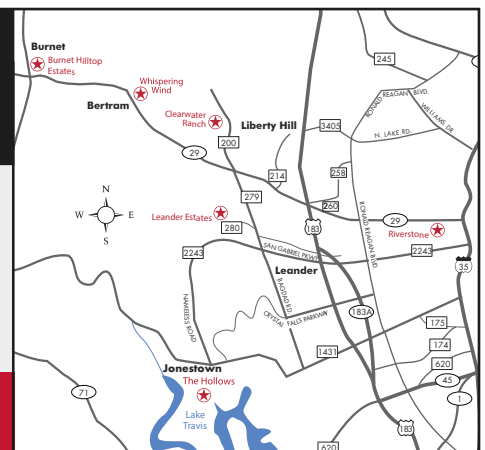 Burnet
Burnet Hilltop
Estates
245
Whispering
Wind
RONALD REAGANT BLVD.
WILLIAMS DR.
Bertram
Clearwater
Ranch
Liberty Hill
3405
N. LAKE RD.
200
29
214
258
279
260
N
W
E
S
Leander Estates
280
183
29
Riverstone
RONALD REAGAN BLVD.
SAN GABRIEL PKWY.
2243
2243
35
Leander
BAGDAD RD.
NAMELESS ROAD
CRYSTAL FALLS PARKWAY
183A
175
174
1431
620
Jonestown
The Hollows
45
71
1
Lake
Travis
183
620